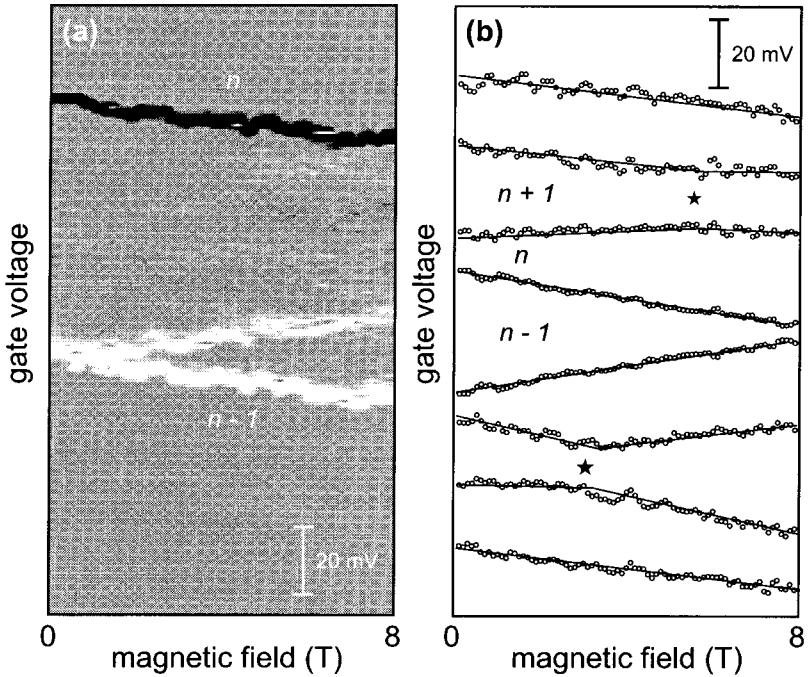 (a)
n
n - 1
20 mV
gate voltage
0
8
magnetic field (T)
(b)
20 mV
n + 1
n
n - 1
gate voltage
0
8
magnetic field (T)